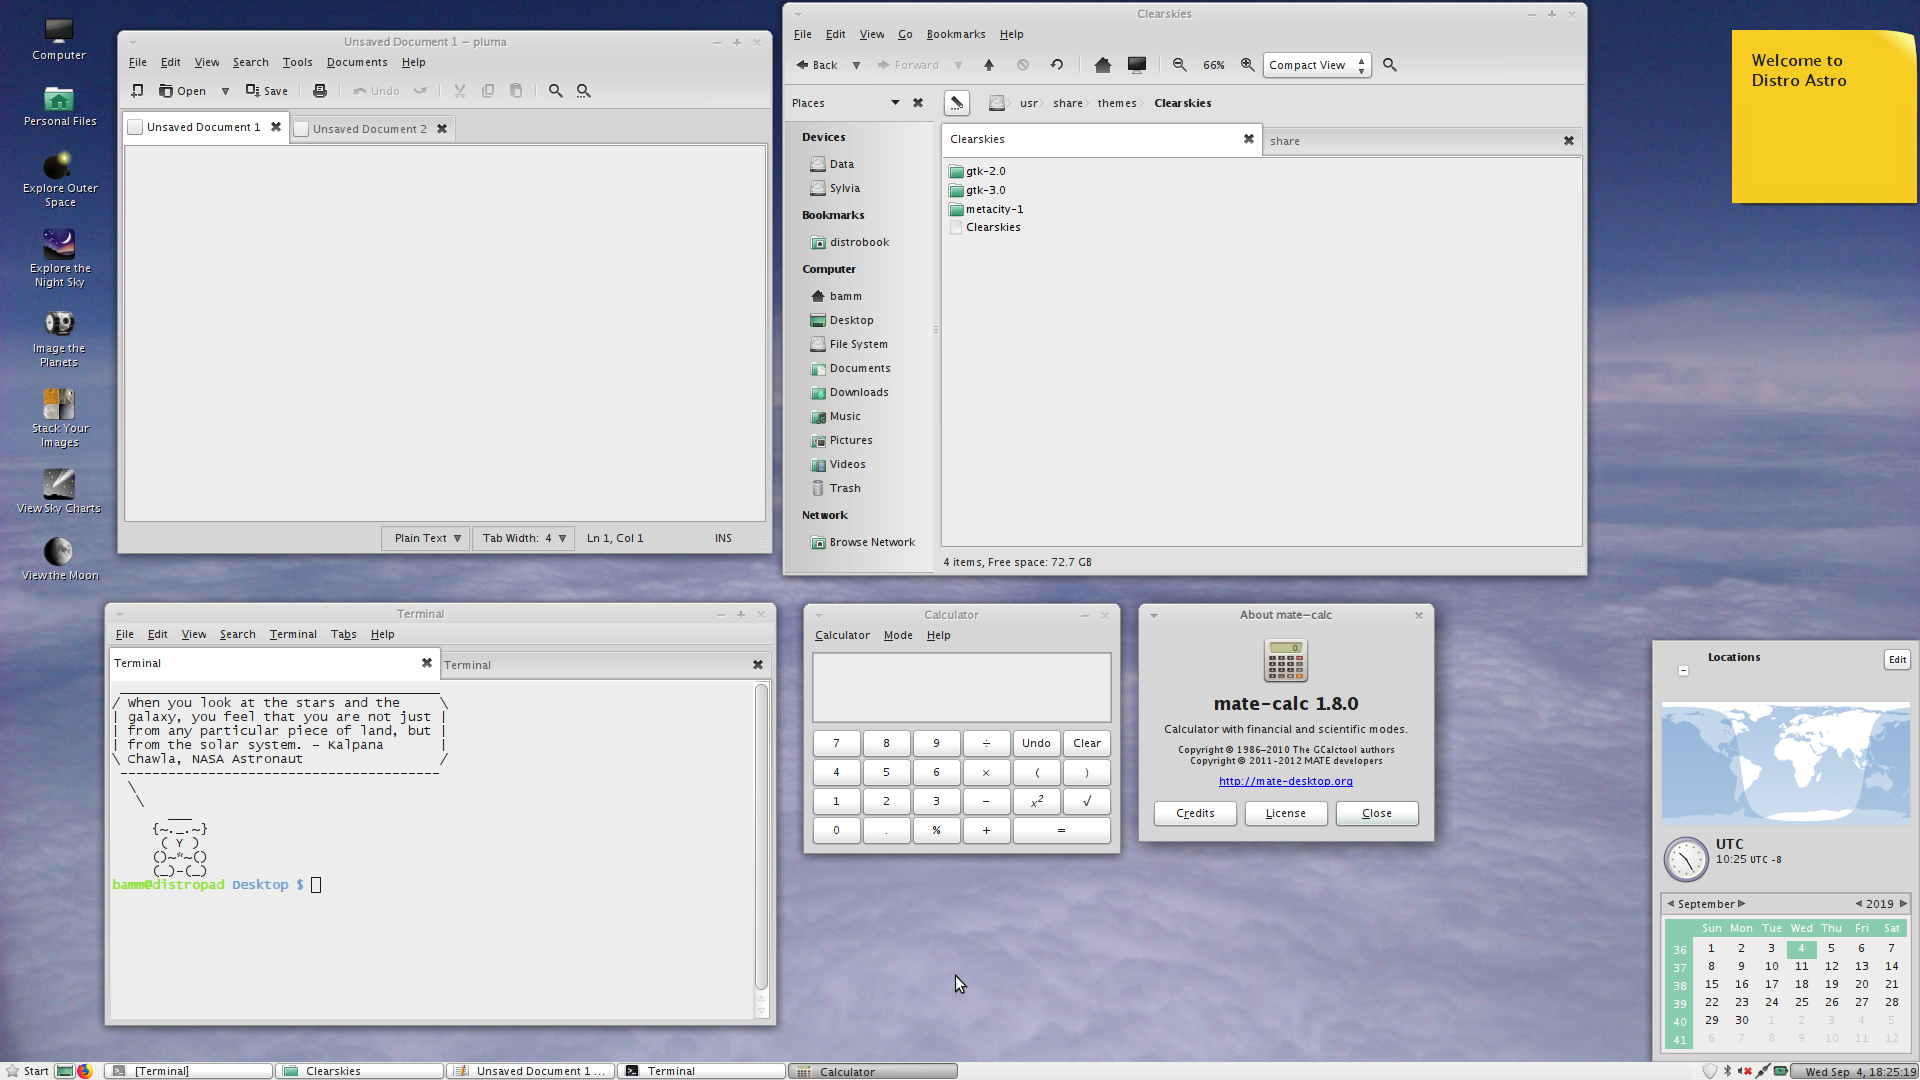 Computer
Personal Files
Explore Outer
Space
Explore the
Night Sky
Image the
Planets
Stack Your
Images
View Sky Charts
View the Moon
Unsaved Document 1 – pluma
File Edit View Search Tools Documents Help
Open Save Undo
Unsaved Document 1 Unsaved Document 2
Plain Text Tab Width: 4 Ln 1, Col 1 INS
Clearskies
File Edit View Go Bookmarks Help
Back Forward 66% Compact View
Places usr share themes Clearskies
Devices
Data
Sylvia
Bookmarks
distrobook
Computer
bamm
Desktop
File System
Documents
Downloads
Music
Pictures
Videos
Trash
Network
Browse Network
Clearskies share
gtk-2.0
gtk-3.0
metacity-1
Clearskies
4 items, Free space: 72.7 GB
Welcome to
Distro Astro
Terminal
File Edit View Search Terminal Tabs Help
Terminal Terminal
________________________________________
/ When you look at the stars and the \
| galaxy, you feel that you are not just |
| from any particular piece of land, but |
| from the solar system. – Kalpana |
\ Chawla, NASA Astronaut /
----------------------------------------
\
\
___
{~._.~}
( Y )
()~*~()
(_)-(_)
bamm@distropad Desktop $
Calculator
Calculator Mode Help
7 8 9 ÷ Undo Clear
4 5 6 × ( )
1 2 3 − x² √
0 . % + =
About mate–calc
0.
mate-calc 1.8.0
Calculator with financial and scientific modes.
Copyright © 1986–2010 The GCalctool authors
Copyright © 2011-2012 MATE developers
http://mate-desktop.org
Credits License Close
Locations Edit
UTC
10:25 UTC -8
September 2019
Sun Mon Tue Wed Thu Fri Sat
36 1 2 3 4 5 6 7
37 8 9 10 11 12 13 14
38 15 16 17 18 19 20 21
39 22 23 24 25 26 27 28
40 29 30 1 2 3 4 5
41 6 7 8 9 10 11 12
Start [Terminal] Clearskies Unsaved Document 1 ... Terminal Calculator Wed Sep 4, 18:25:19